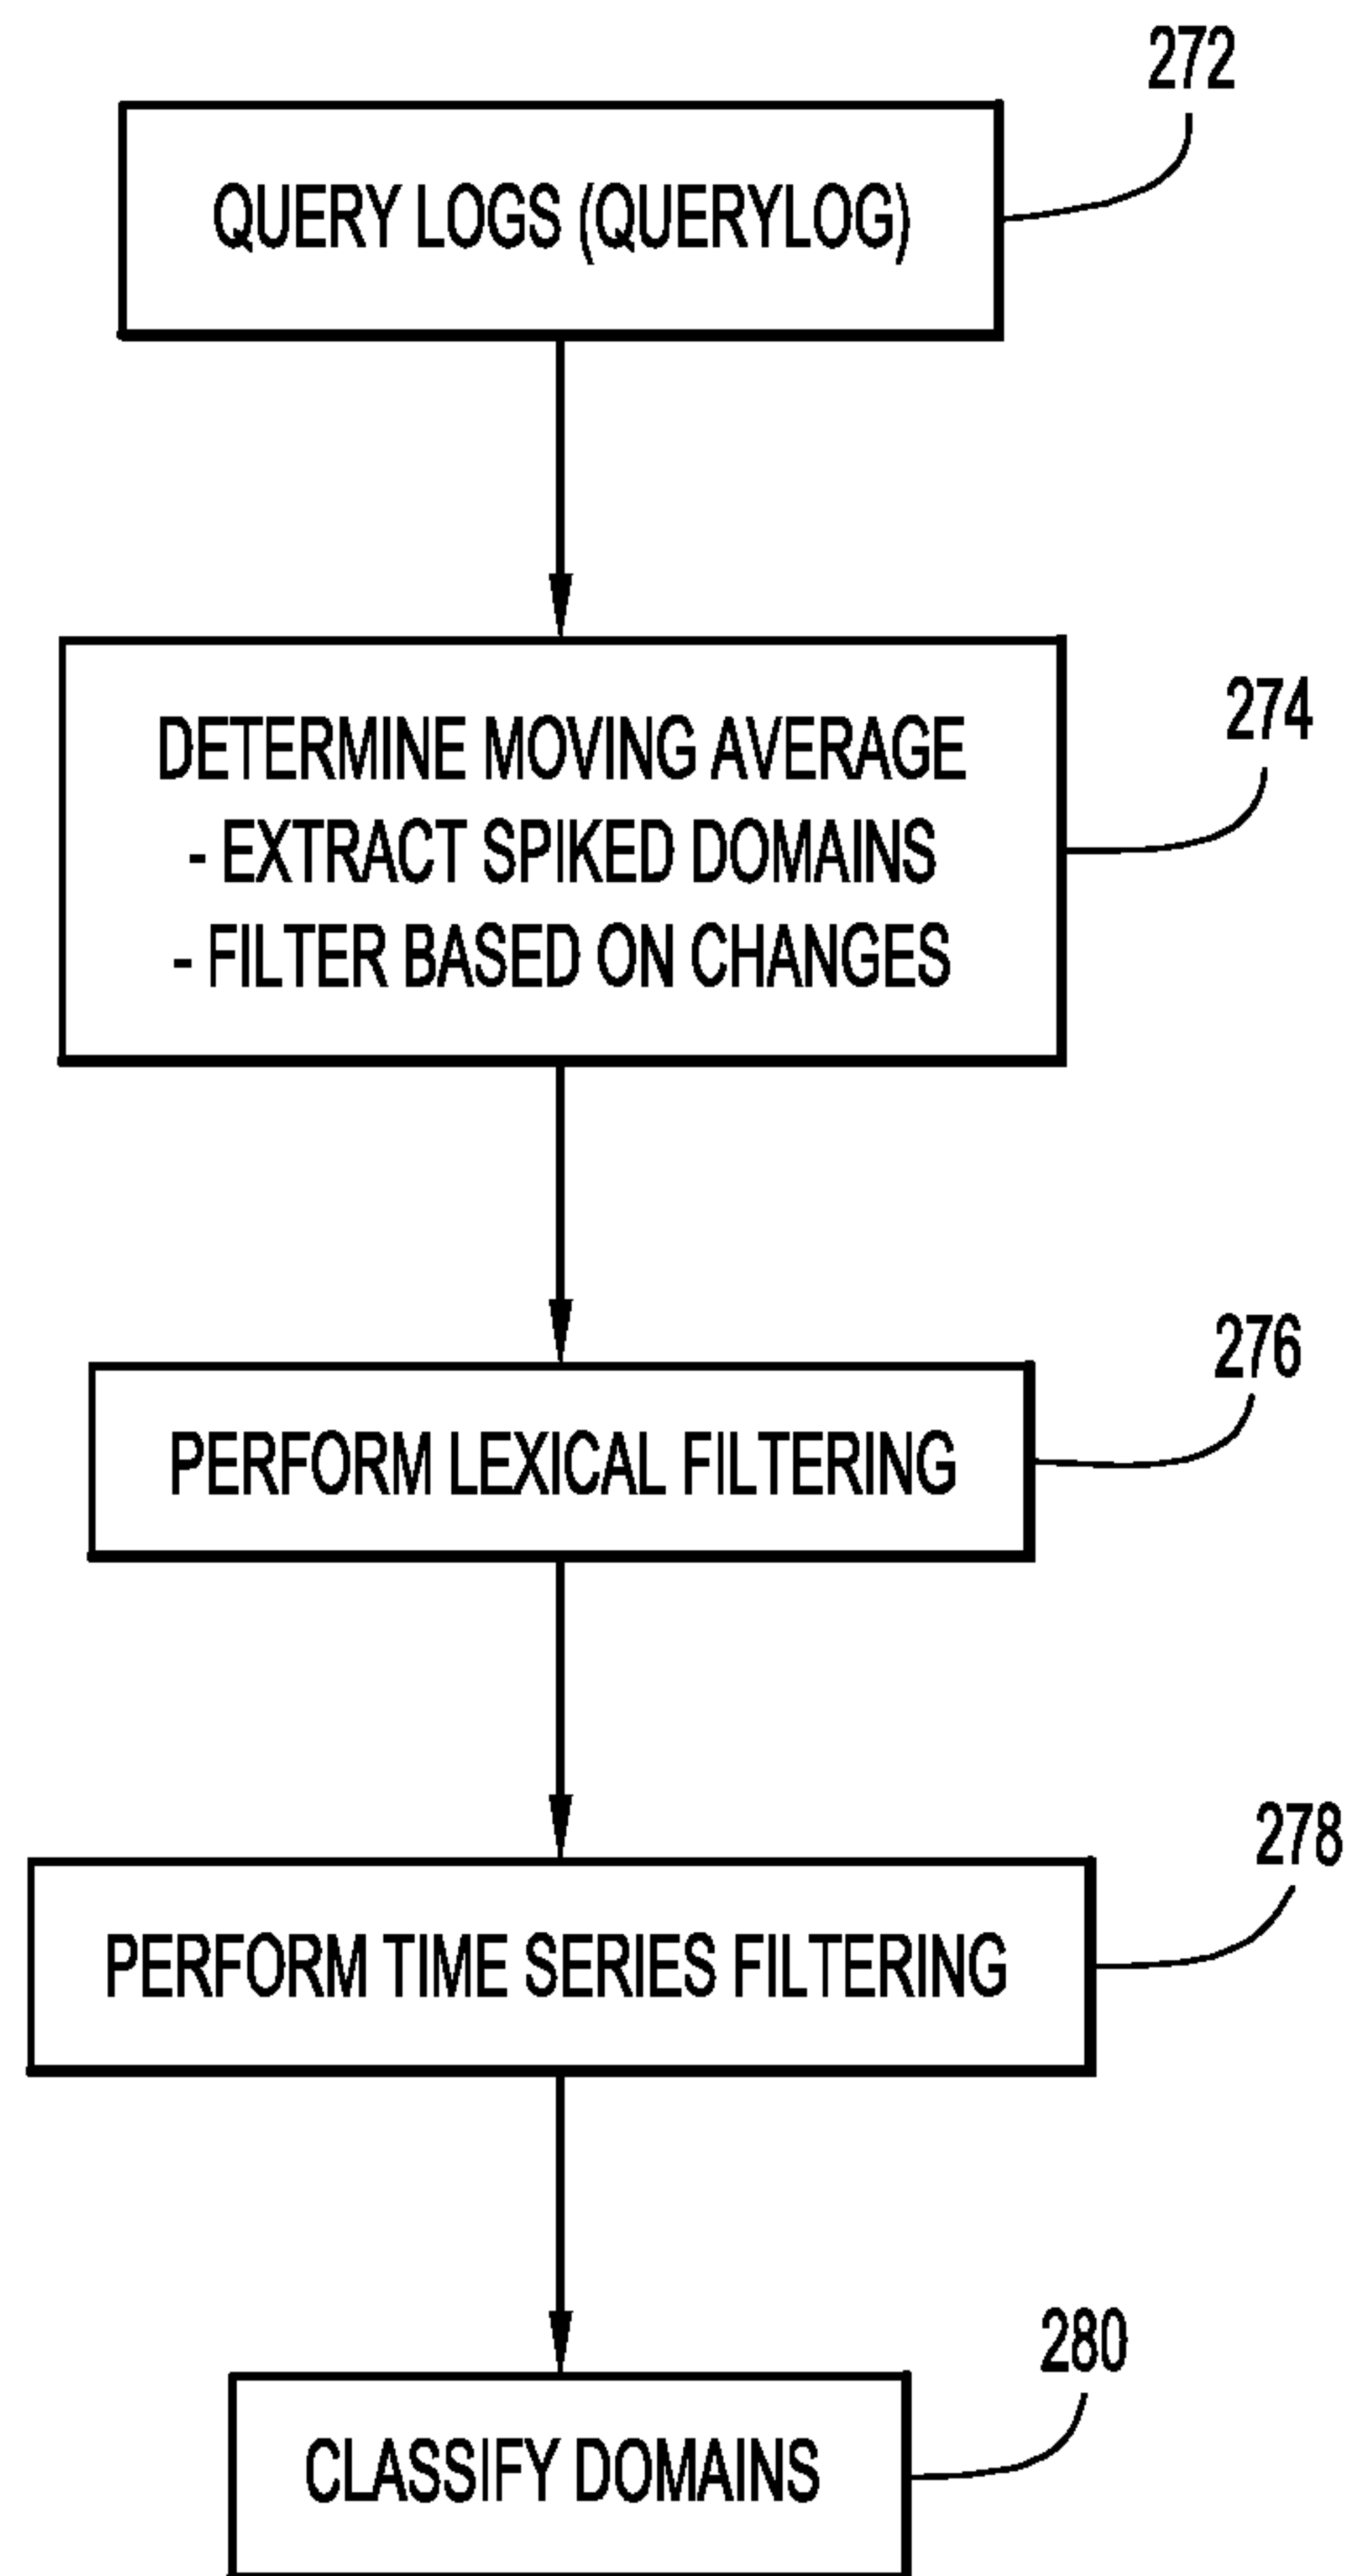 272
QUERY LOGS (QUERYLOG)
274
DETERMINE MOVING AVERAGE
- EXTRACT SPIKED DOMAINS
- FILTER BASED ON CHANGES
276
PERFORM LEXICAL FILTERING
278
PERFORM TIME SERIES FILTERING
280
CLASSIFY DOMAINS